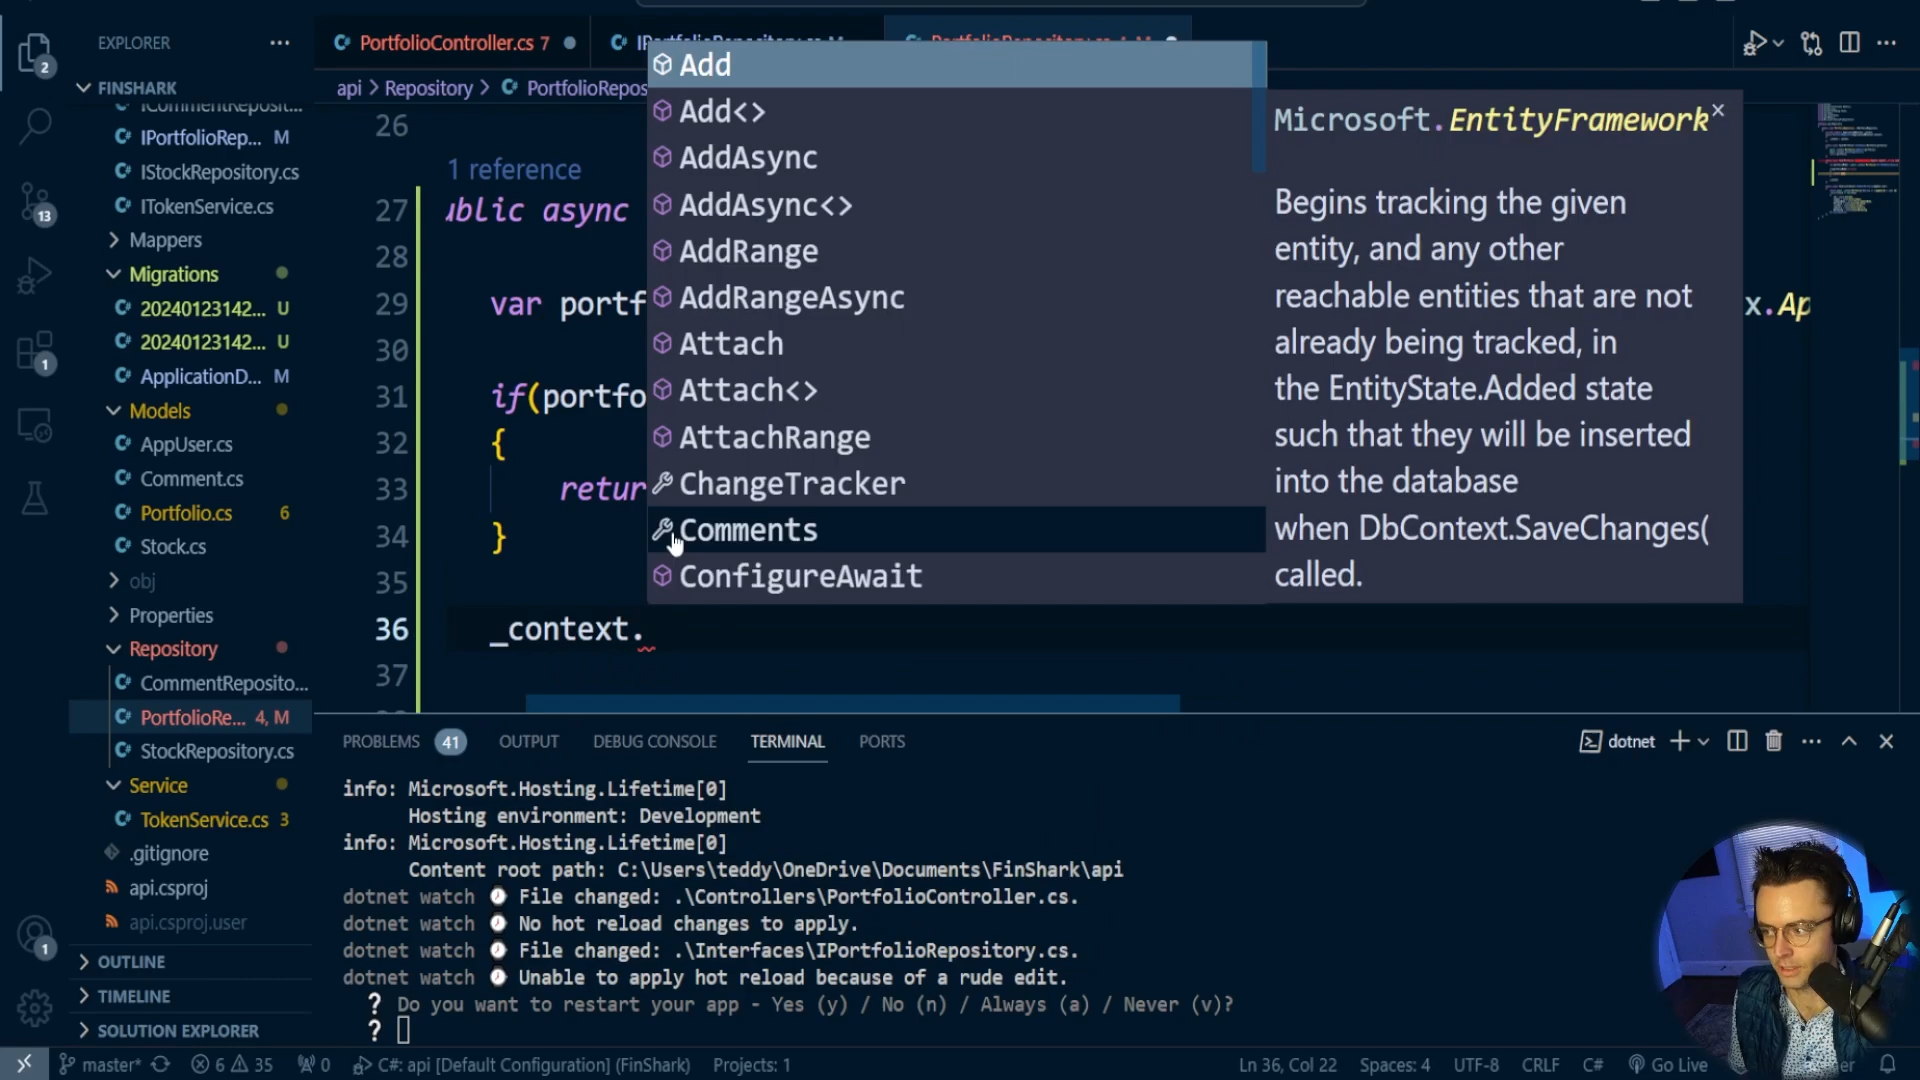 EXPLORER
FINSHARK
ICommentReposit...
IPortfolioRep... M
IStockRepository.cs
ITokenService.cs
Mappers
Migrations
20240123142... U
20240123142... U
ApplicationD... M
Models
AppUser.cs
Comment.cs
Portfolio.cs 6
Stock.cs
obj
Properties
Repository
CommentReposito...
PortfolioRe... 4, M
StockRepository.cs
Service
TokenService.cs 3
.gitignore
api.csproj
api.csproj.user
OUTLINE
TIMELINE
SOLUTION EXPLORER
2
13
1
1
PortfolioController.cs 7
api > Repository > PortfolioRepos
26
1 reference
27 ublic async
28
29 var portf x.Ap
30
31 if(portfo
32 {
33 retur
34 }
35
36 _context.
37
Add
Add<>
AddAsync
AddAsync<>
AddRange
AddRangeAsync
Attach
Attach<>
AttachRange
ChangeTracker
Comments
ConfigureAwait
Microsoft.EntityFramework
Begins tracking the given
entity, and any other
reachable entities that are not
already being tracked, in
the EntityState.Added state
such that they will be inserted
into the database
when DbContext.SaveChanges(
called.
PROBLEMS 41 OUTPUT DEBUG CONSOLE TERMINAL PORTS
dotnet
info: Microsoft.Hosting.Lifetime[0]
Hosting environment: Development
info: Microsoft.Hosting.Lifetime[0]
Content root path: C:\Users\teddy\OneDrive\Documents\FinShark\api
dotnet watch File changed: .\Controllers\PortfolioController.cs.
dotnet watch No hot reload changes to apply.
dotnet watch File changed: .\Interfaces\IPortfolioRepository.cs.
dotnet watch Unable to apply hot reload because of a rude edit.
? Do you want to restart your app - Yes (y) / No (n) / Always (a) / Never (v)?
?
master* 6 35 0 C#: api [Default Configuration] (FinShark) Projects: 1 Ln 36, Col 22 Spaces: 4 UTF-8 CRLF C# Go Live